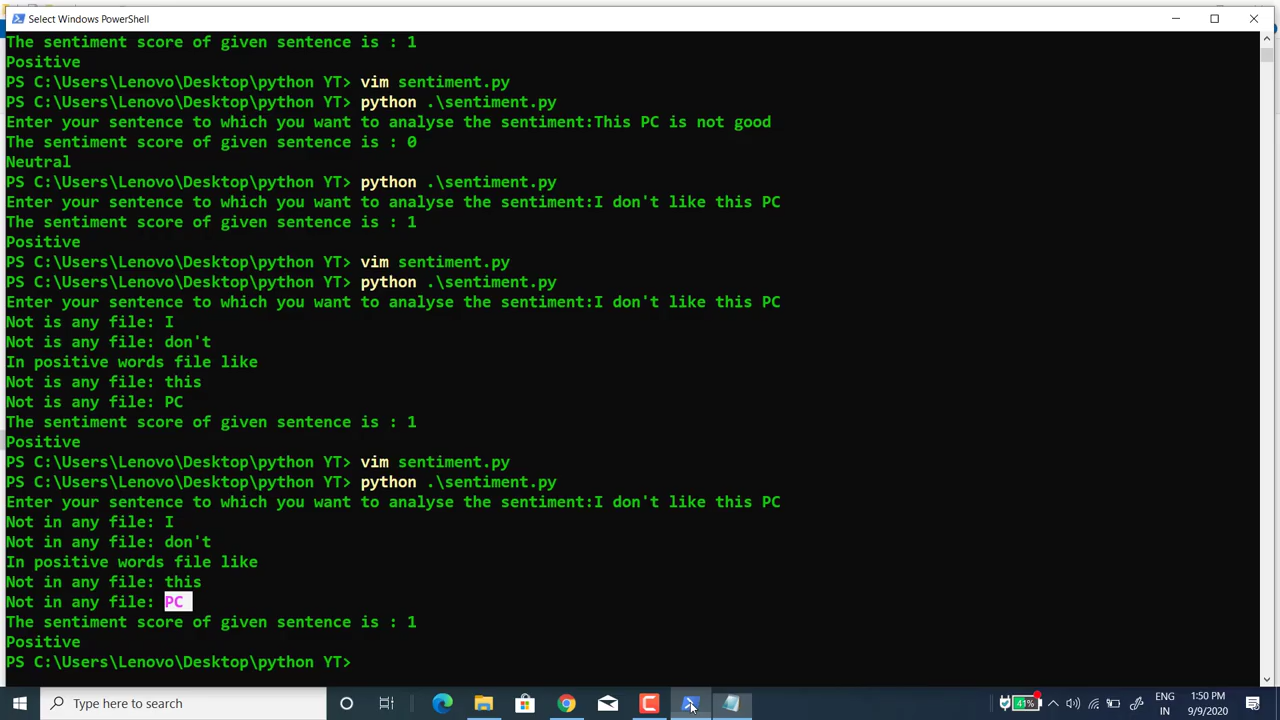 Select Windows PowerShell
The sentiment score of given sentence is : 1
Positive
PS C:\Users\Lenovo\Desktop\python YT> vim sentiment.py
PS C:\Users\Lenovo\Desktop\python YT> python .\sentiment.py
Enter your sentence to which you want to analyse the sentiment:This PC is not good
The sentiment score of given sentence is : 0
Neutral
PS C:\Users\Lenovo\Desktop\python YT> python .\sentiment.py
Enter your sentence to which you want to analyse the sentiment:I don't like this PC
The sentiment score of given sentence is : 1
Positive
PS C:\Users\Lenovo\Desktop\python YT> vim sentiment.py
PS C:\Users\Lenovo\Desktop\python YT> python .\sentiment.py
Enter your sentence to which you want to analyse the sentiment:I don't like this PC
Not is any file: I
Not is any file: don't
In positive words file like
Not is any file: this
Not is any file: PC
The sentiment score of given sentence is : 1
Positive
PS C:\Users\Lenovo\Desktop\python YT> vim sentiment.py
PS C:\Users\Lenovo\Desktop\python YT> python .\sentiment.py
Enter your sentence to which you want to analyse the sentiment:I don't like this PC
Not in any file: I
Not in any file: don't
In positive words file like
Not in any file: this
Not in any file: PC
The sentiment score of given sentence is : 1
Positive
PS C:\Users\Lenovo\Desktop\python YT>
Type here to search
41%
ENG
IN
1:50 PM
9/9/2020